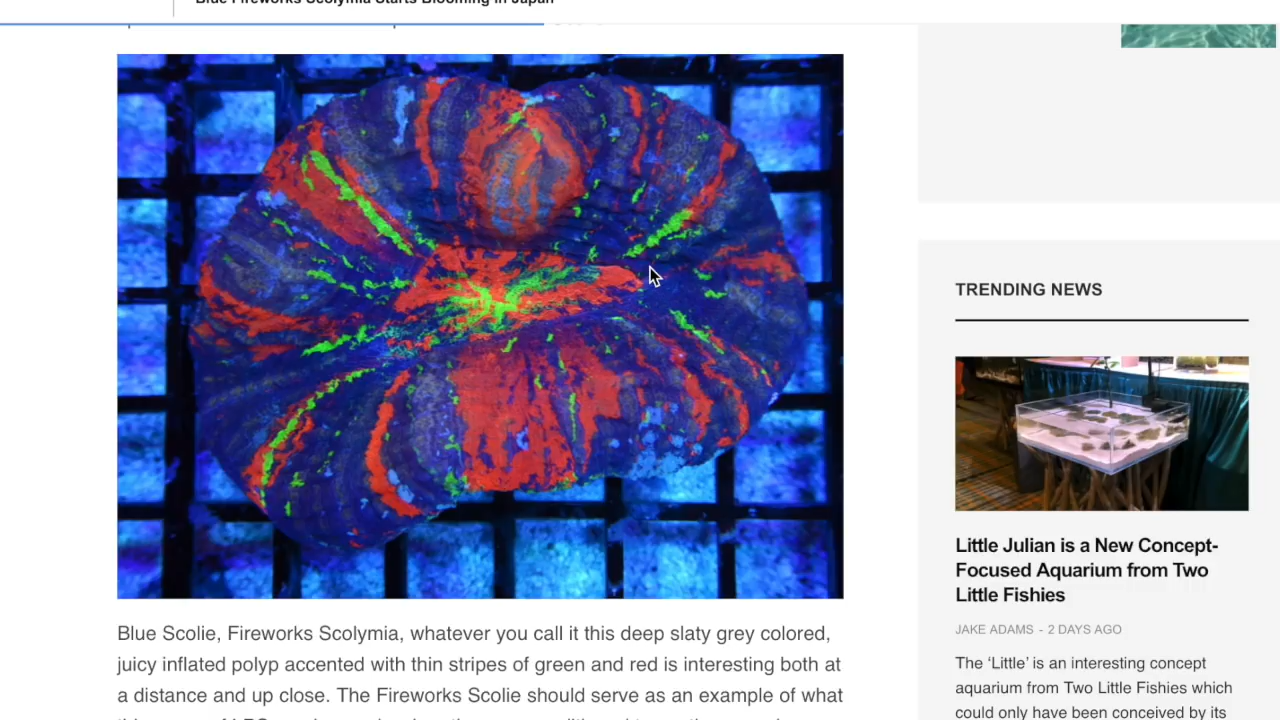 Blue Fireworks Scolymia Starts Blooming in Japan
Blue Scolie, Fireworks Scolymia, whatever you call it this deep slaty grey colored,
juicy inflated polyp accented with thin stripes of green and red is interesting both at
a distance and up close. The Fireworks Scolie should serve as an example of what
TRENDING NEWS
Little Julian is a New Concept-
Focused Aquarium from Two
Little Fishies
JAKE ADAMS - 2 DAYS AGO
The ‘Little’ is an interesting concept
aquarium from Two Little Fishies which
could only have been conceived by its